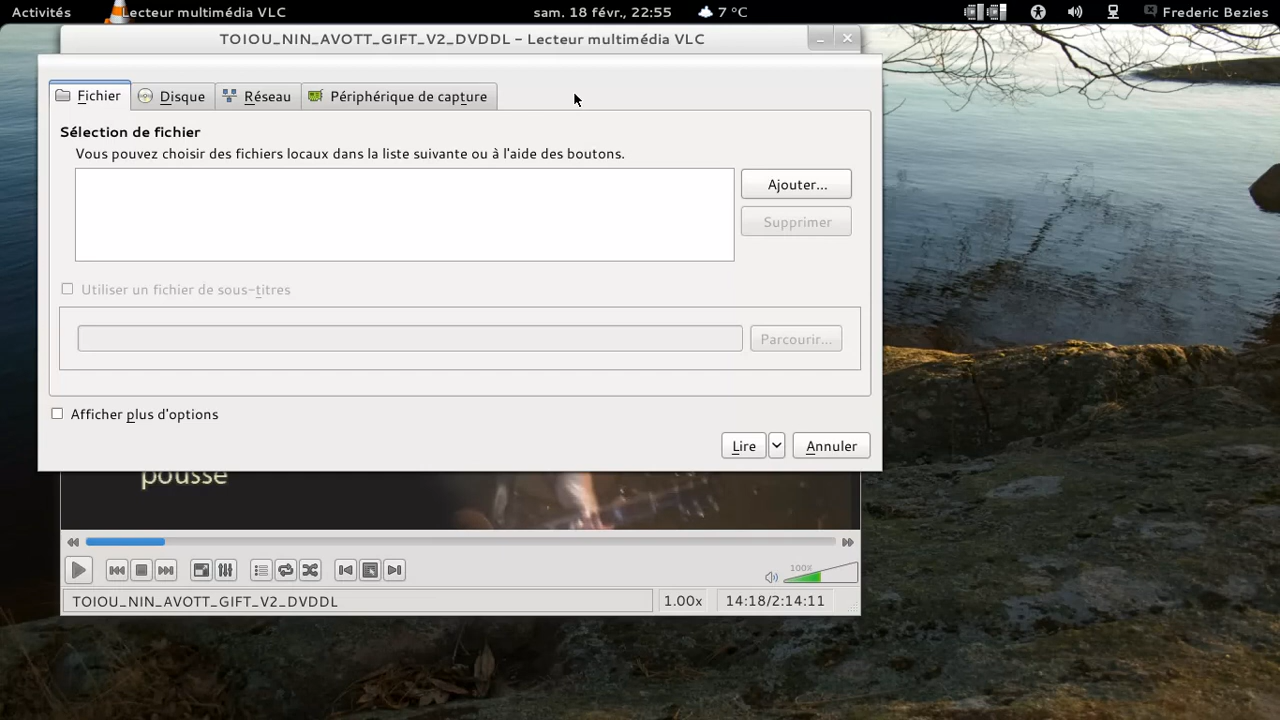 Activités
Lecteur multimédia VLC
sam. 18 févr., 22:55
7 °C
Frederic Bezies
TOIOU_NIN_AVOTT_GIFT_V2_DVDDL - Lecteur multimédia VLC
Fichier
Disque
Réseau
Périphérique de capture
Sélection de fichier
Vous pouvez choisir des fichiers locaux dans la liste suivante ou à l'aide des boutons.
Ajouter...
Supprimer
Utiliser un fichier de sous-titres
Parcourir...
Afficher plus d'options
Lire
Annuler
pousse
100%
TOIOU_NIN_AVOTT_GIFT_V2_DVDDL
1.00x
14:18/2:14:11